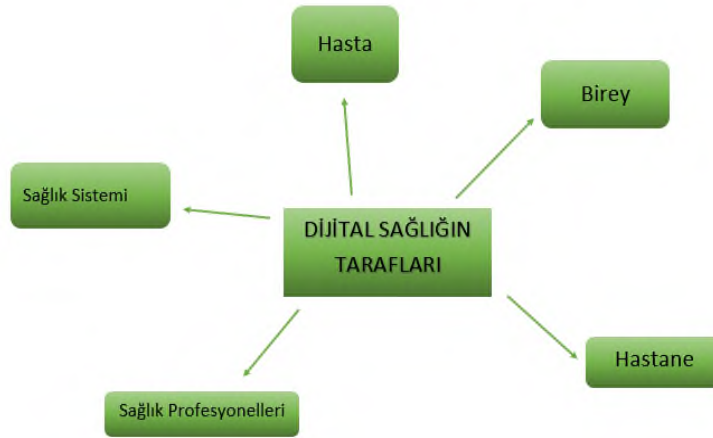 Hasta
Birey
Sağlık Sistemi
DİJİTAL SAĞLIĞIN
TARAFLARI
Hastane
Sağlık Profesyonelleri